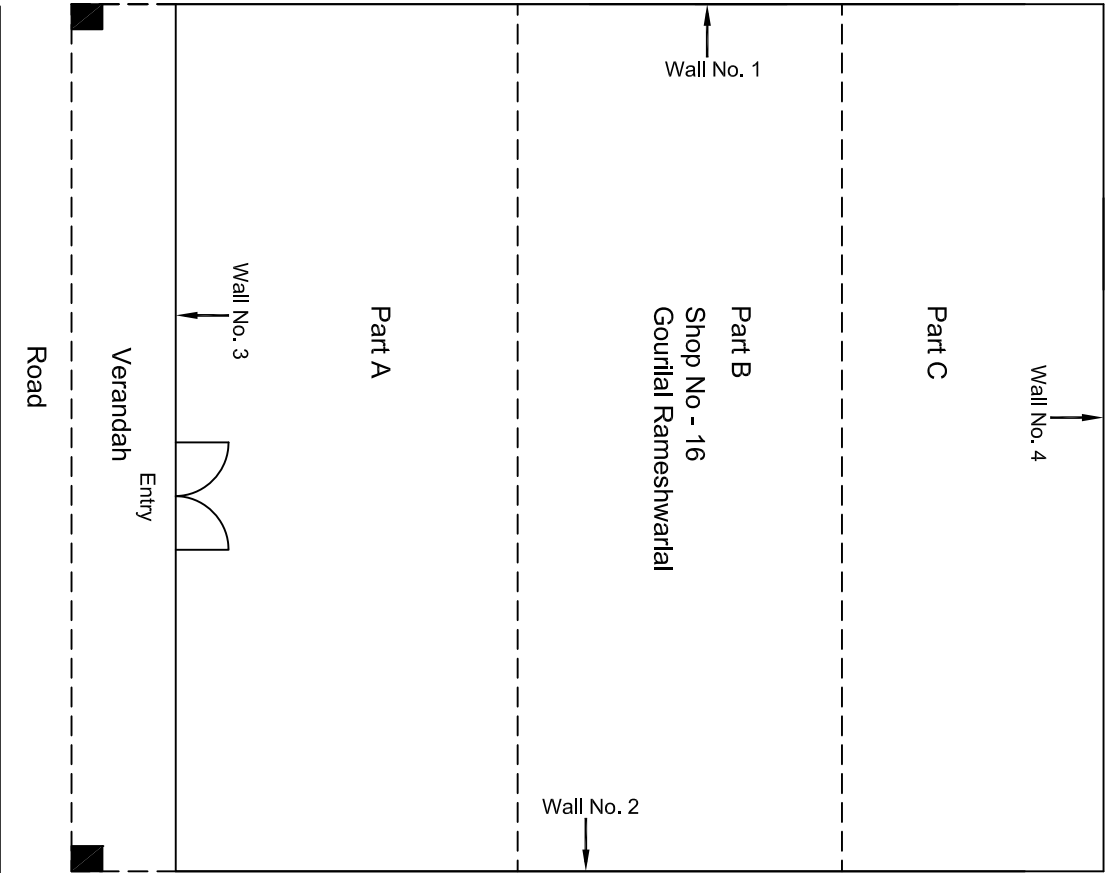 Wall No. 4
Part C
Part B
Shop No - 16
Gourilal Rameshwarlal
Wall No. 1
Wall No. 2
Part A
Wall No. 3
Entry
Verandah
Road